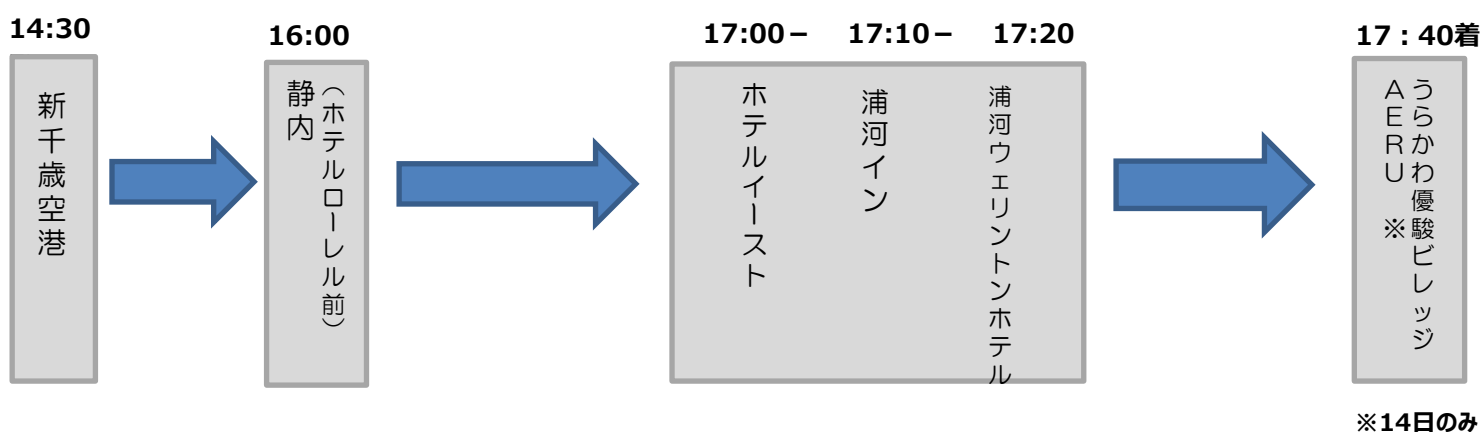 14:30
新千歳空港
16:00
静内
（ホテルローレル前）
17:00－　17:10－　17:20
ホテルイースト
浦河イン
浦河ウェリントンホテル
17：40着
うらかわ優駿ビレッジ
ＡＥＲＵ　※
※14日のみ